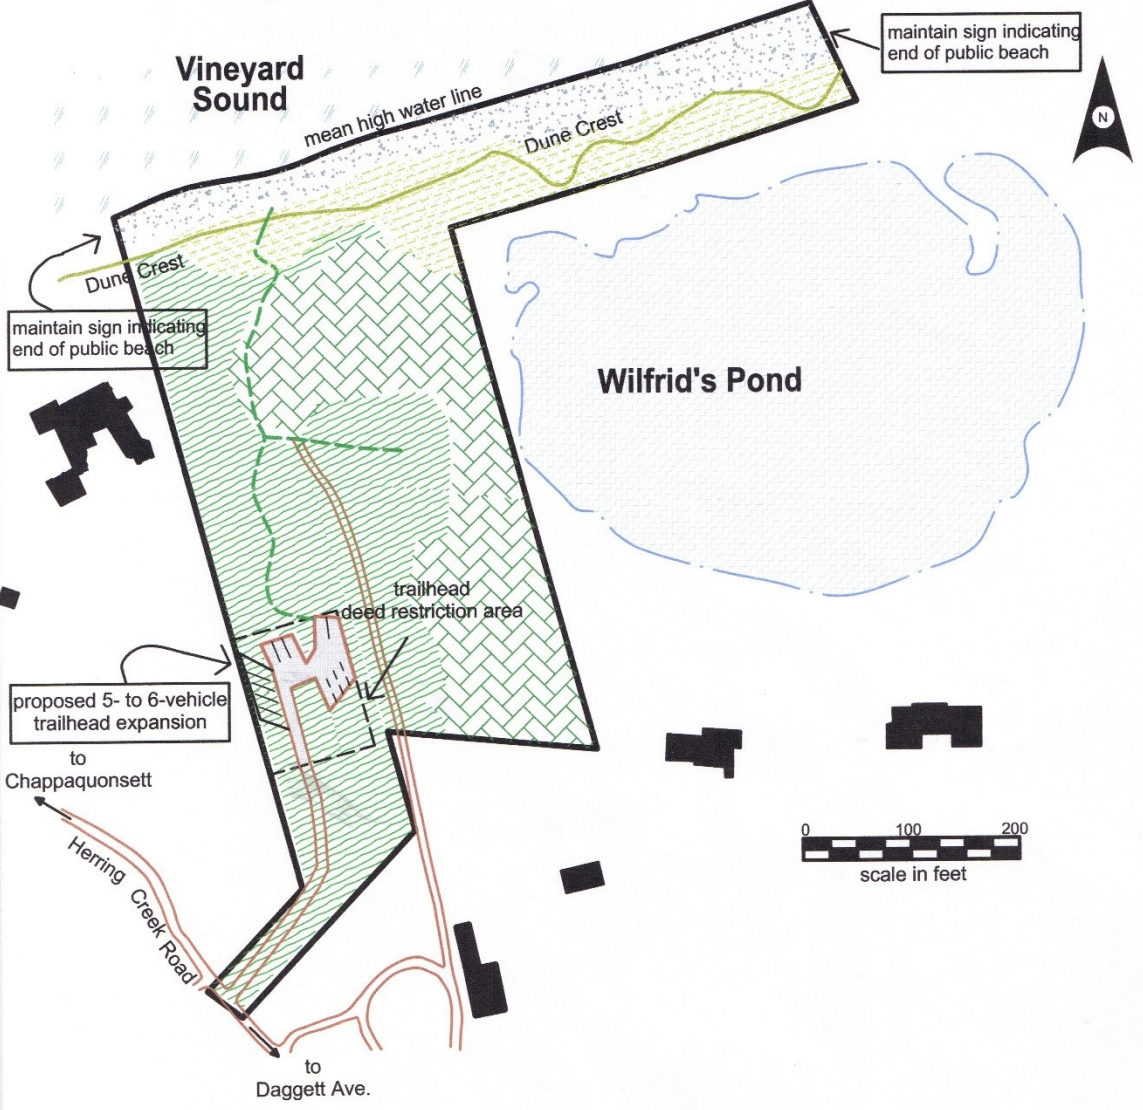 maintain sign indicating
end of public beach
Vineyard
Sound
mean high water line
Dune Crest
N
Dune Crest
maintain sign indicating
end of public beach
Wilfrid's Pond
trailhead
deed restriction area
proposed 5- to 6-vehicle
trailhead expansion
to
Chappaquonsett
0 100 200
scale in feet
Herring Creek Road
to
Daggett Ave.